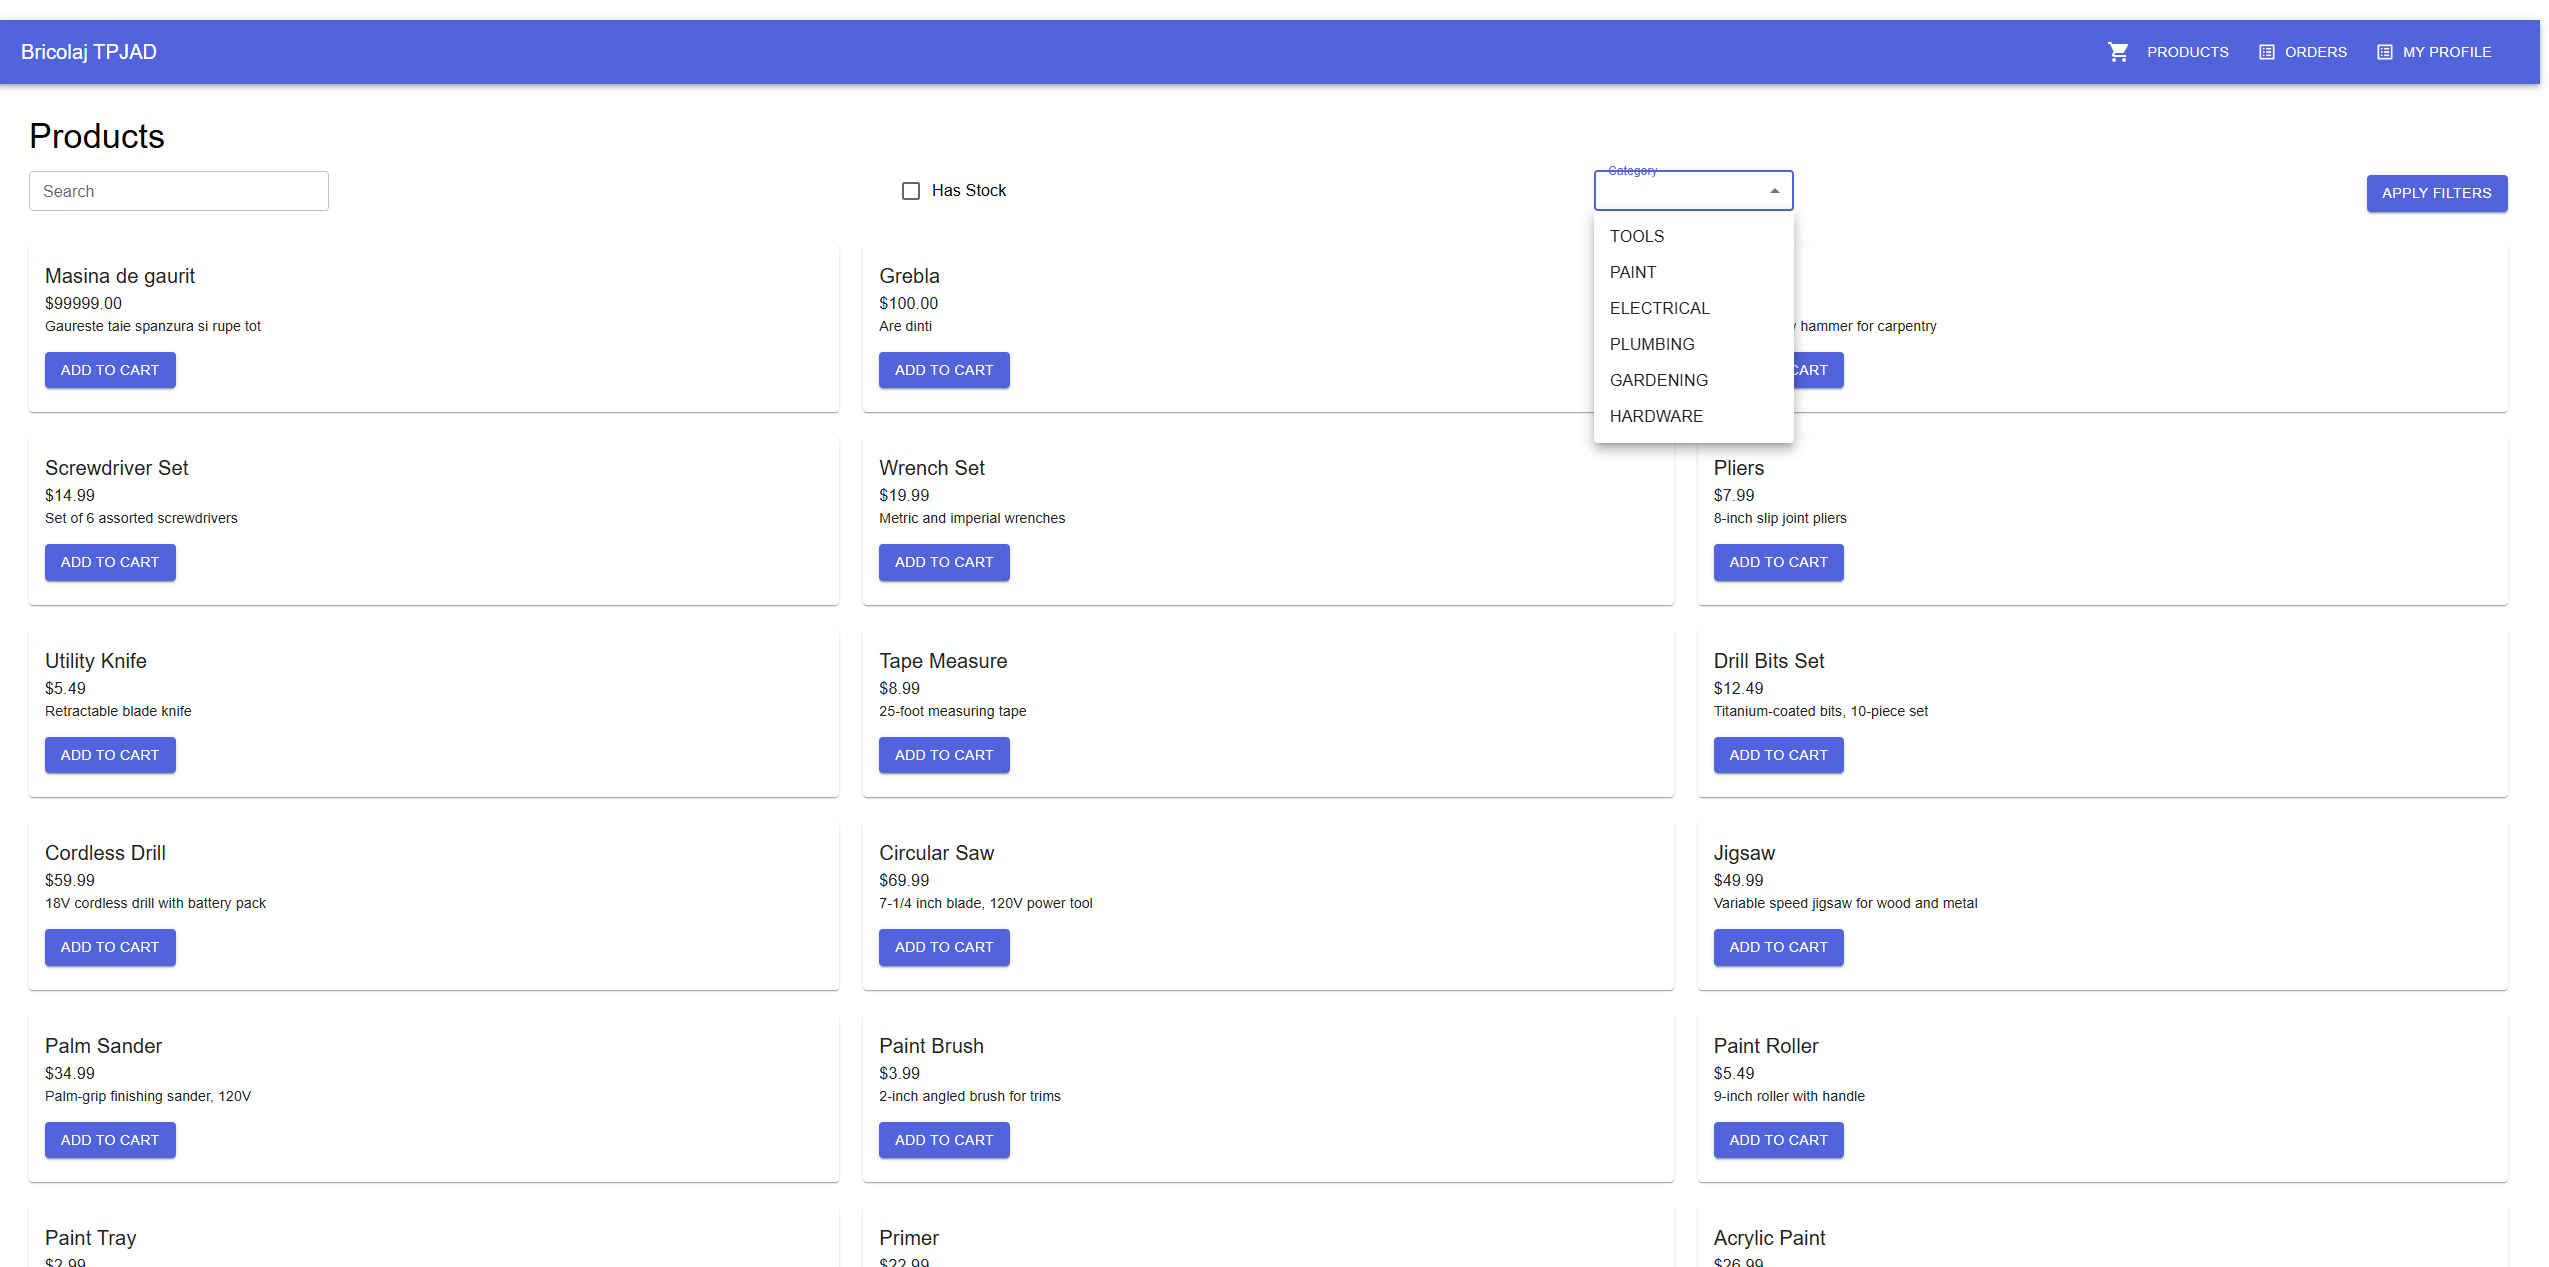 Bricolaj TPJAD
PRODUCTS
ORDERS
MY PROFILE
Products
Search
Has Stock
Category
APPLY FILTERS
TOOLS
PAINT
ELECTRICAL
PLUMBING
GARDENING
HARDWARE
Masina de gaurit
$99999.00
Gaureste taie spanzura si rupe tot
ADD TO CART
Grebla
$100.00
Are dinti
ADD TO CART
hammer for carpentry
CART
Screwdriver Set
$14.99
Set of 6 assorted screwdrivers
ADD TO CART
Wrench Set
$19.99
Metric and imperial wrenches
ADD TO CART
Pliers
$7.99
8-inch slip joint pliers
ADD TO CART
Utility Knife
$5.49
Retractable blade knife
ADD TO CART
Tape Measure
$8.99
25-foot measuring tape
ADD TO CART
Drill Bits Set
$12.49
Titanium-coated bits, 10-piece set
ADD TO CART
Cordless Drill
$59.99
18V cordless drill with battery pack
ADD TO CART
Circular Saw
$69.99
7-1/4 inch blade, 120V power tool
ADD TO CART
Jigsaw
$49.99
Variable speed jigsaw for wood and metal
ADD TO CART
Palm Sander
$34.99
Palm-grip finishing sander, 120V
ADD TO CART
Paint Brush
$3.99
2-inch angled brush for trims
ADD TO CART
Paint Roller
$5.49
9-inch roller with handle
ADD TO CART
Paint Tray
$2.99
Primer
$22.99
Acrylic Paint
$26.99